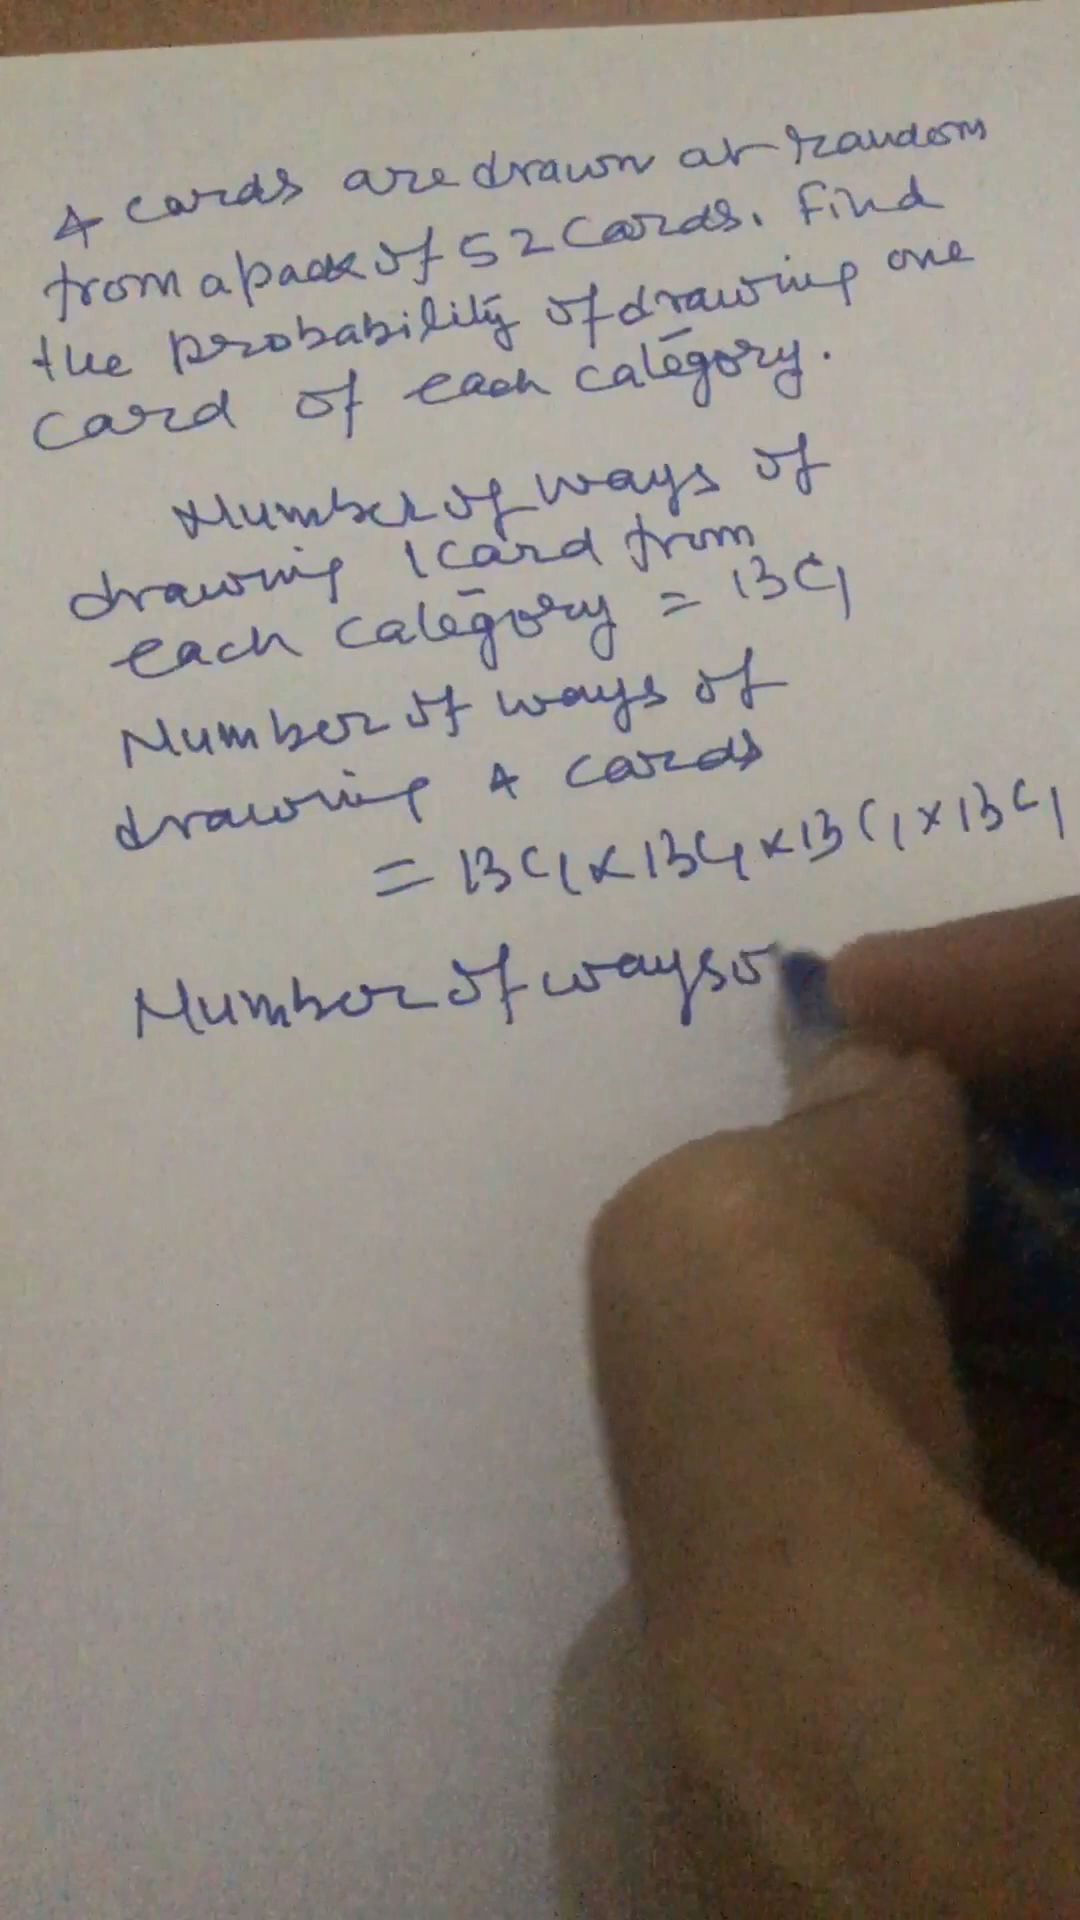 4 cards are drawn at random
from a pack of 52 Cards. Find
the probability of drawing one
card of each category.
Number of ways of
drawing 1 Card from
each category = 13C1
Number of ways of
drawing 4 cards
= 13C1 × 13C1 × 13C1 × 13C1
Number of ways o